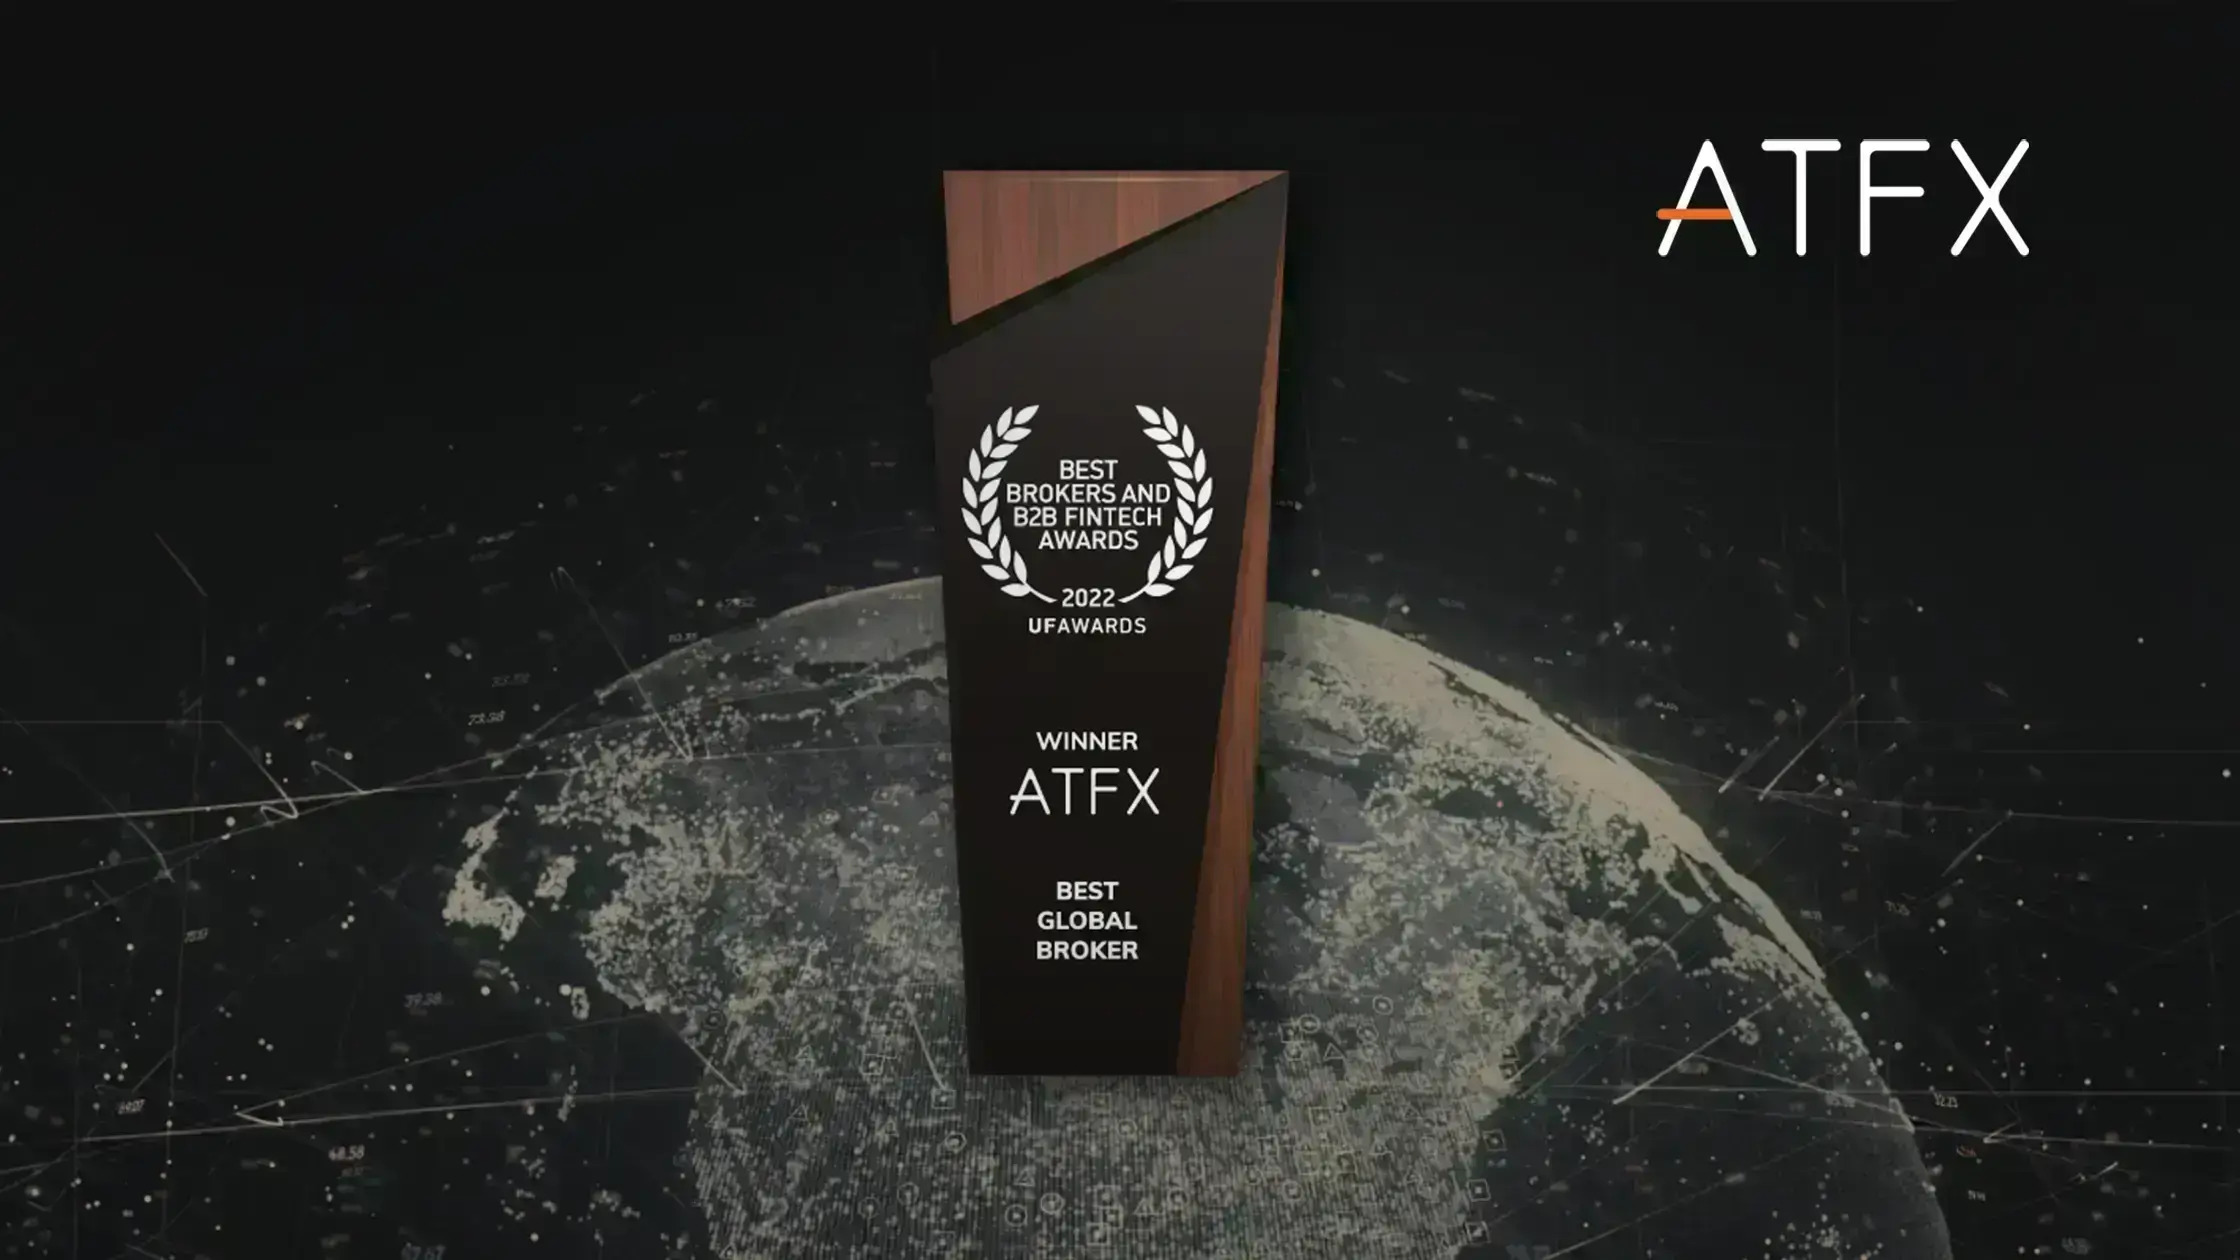 ATFX
BEST
BROKERS AND
B2B FINTECH
AWARDS
2022
UFAWARDS
WINNER
ATFX
BEST
GLOBAL
BROKER